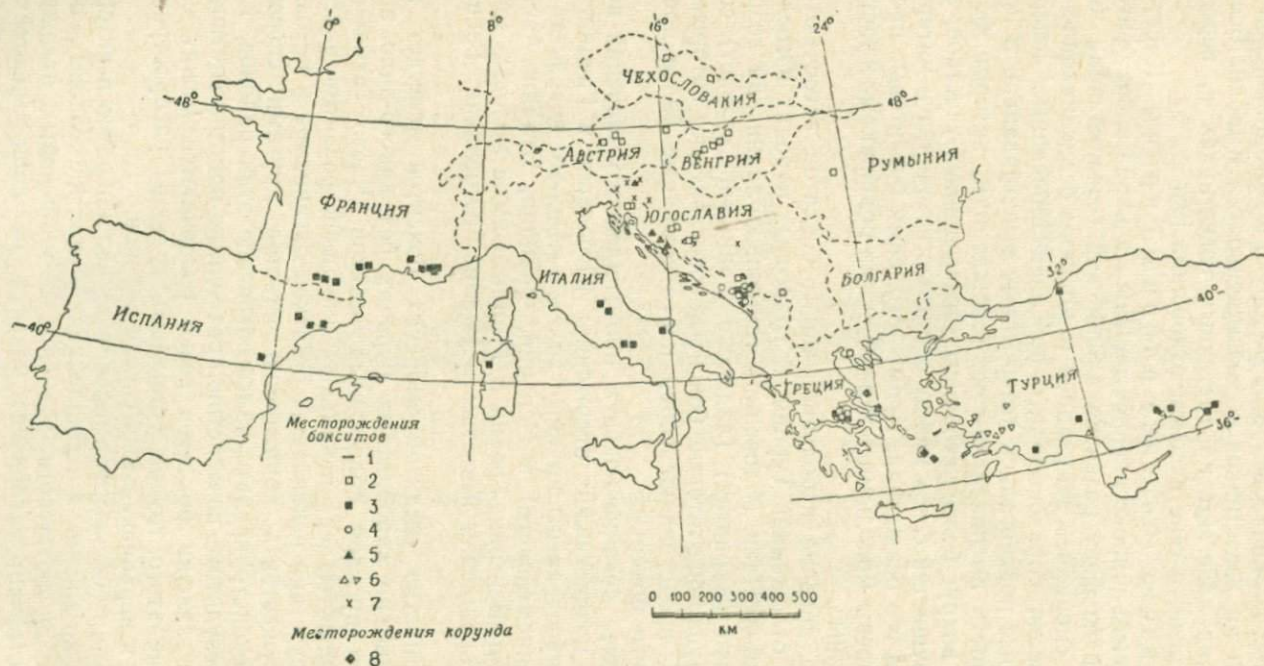 0°
8°
16°
24°
ЧЕХОСЛОВАКИЯ
—48°
—48°—
АВСТРИЯ
ВЕНГРИЯ
РУМЫНИЯ
ФРАНЦИЯ
ЮГОСЛАВИЯ
ИТАЛИЯ
БОЛГАРИЯ
32°
ИСПАНИЯ
40°
—40°
ГРЕЦИЯ
ТУРЦИЯ
36°
Месторождения
бокситов
1
2
3
4
5
6
7
Месторождения корунда
8
0 100 200 300 400 500
КМ